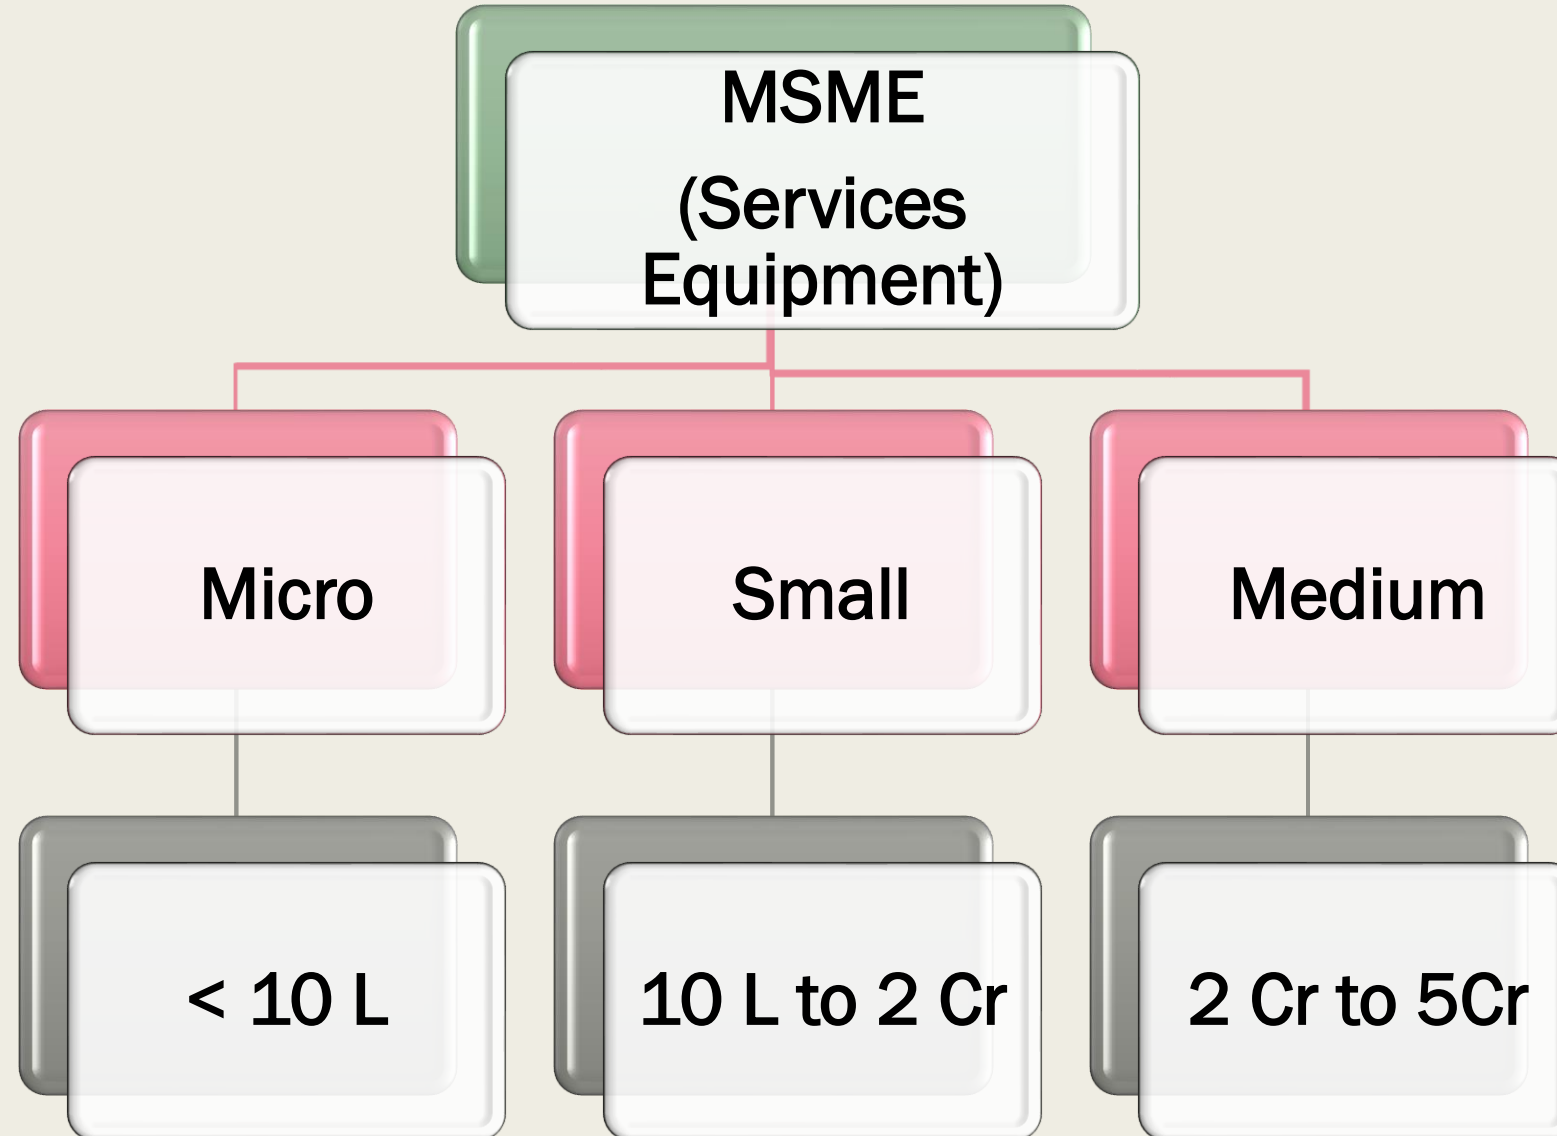 MSME
(Services
Equipment)
Micro
Small
Medium
< 10 L
10 L to 2 Cr
2 Cr to 5Cr